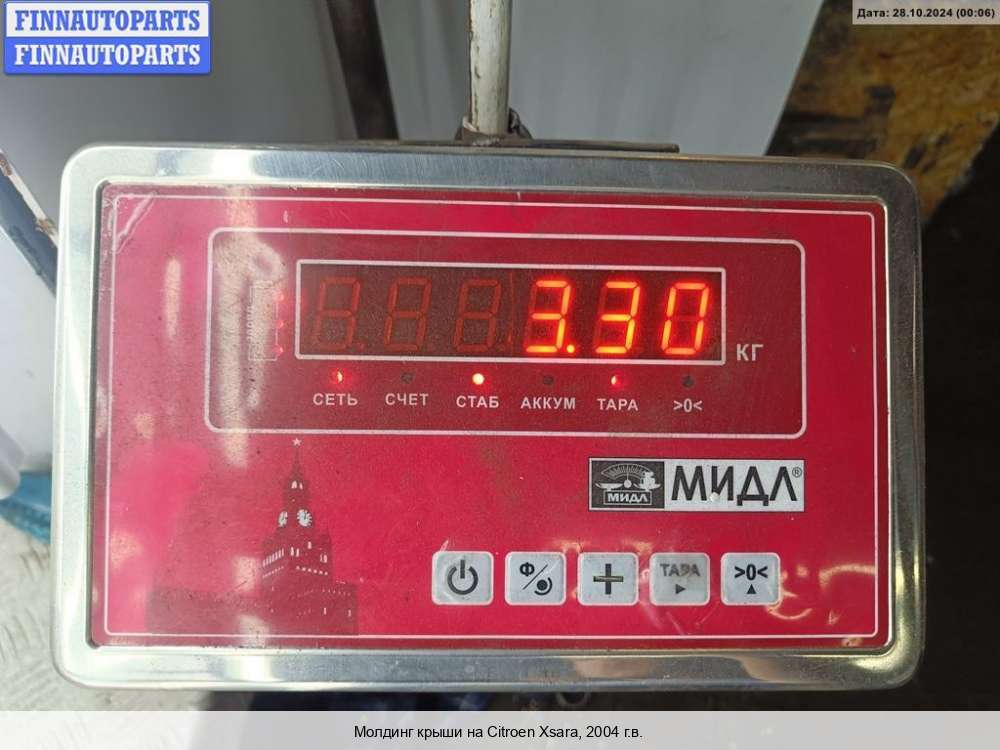 FINNAUTOPARTS
FINNAUTOPARTS
Дата: 28.10.2024 (00:06)
3.30
КГ
СЕТЬ СЧЕТ СТАБ АККУМ ТАРА >0<
МИДЛ МИДЛ®
Ф ТАРА >0<
Молдинг крыши на Citroen Xsara, 2004 г.в.